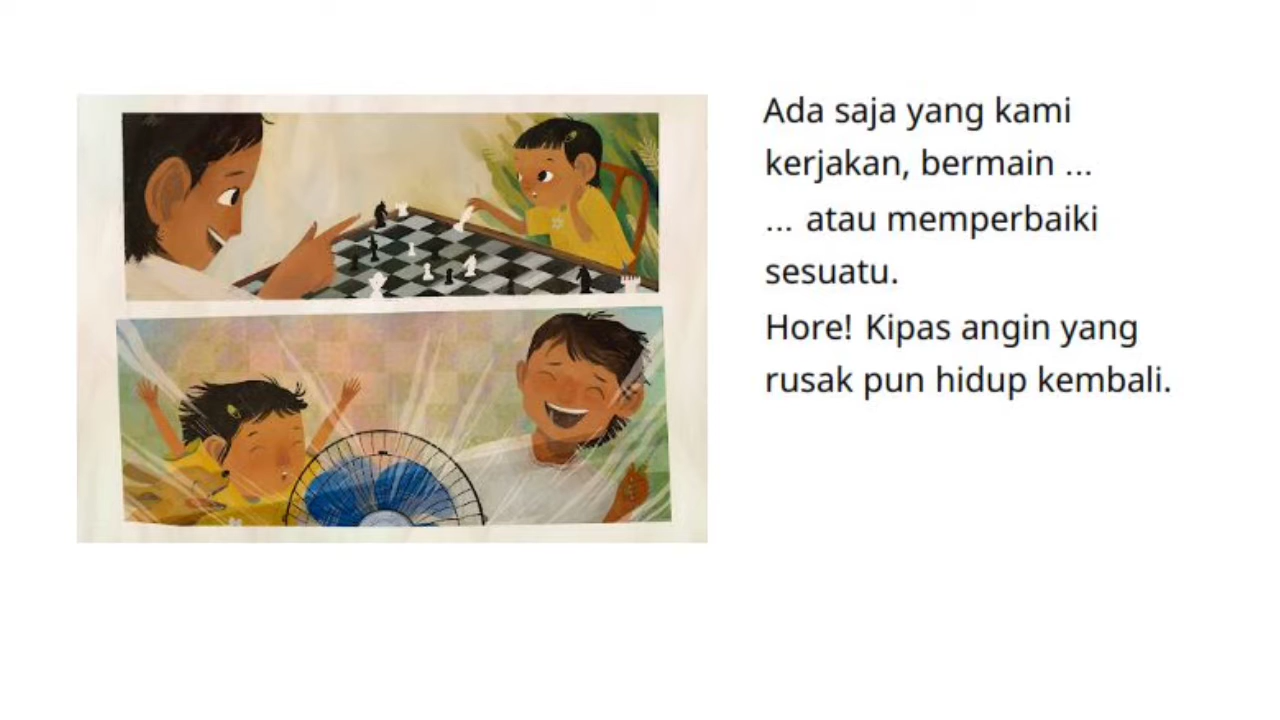 Ada saja yang kami
kerjakan, bermain ...
... atau memperbaiki
sesuatu.
Hore! Kipas angin yang
rusak pun hidup kembali.